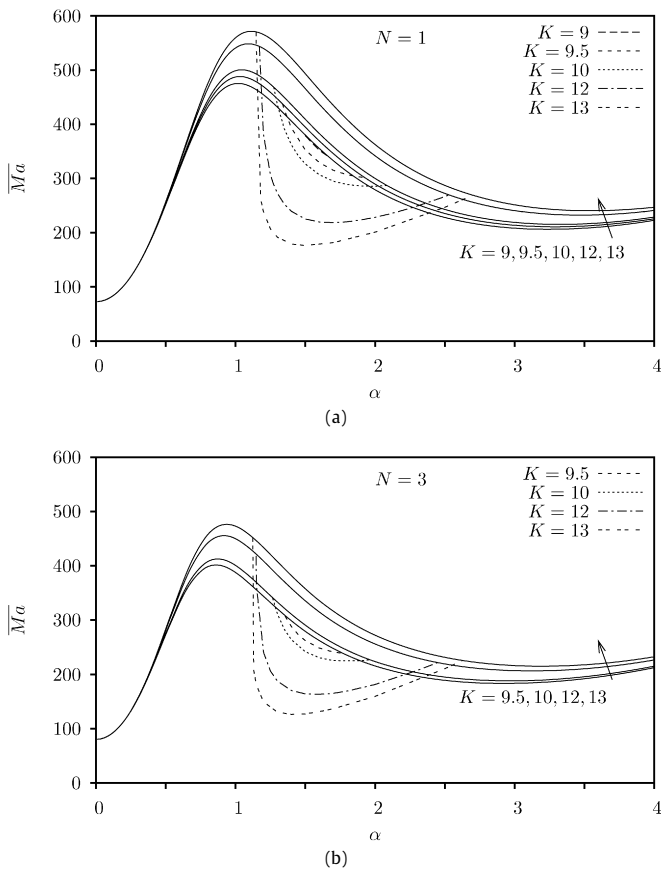 600
N = 1
K = 9
K = 9.5
500
K = 10
K = 12
400
K = 13
Ma
300
200
K = 9, 9.5, 10, 12, 13
100
0
0 1 2 3 4
α
(a)
600
N = 3
K = 9.5
K = 10
500
K = 12
K = 13
400
Ma
300
200
K = 9.5, 10, 12, 13
100
0
0 1 2 3 4
α
(b)